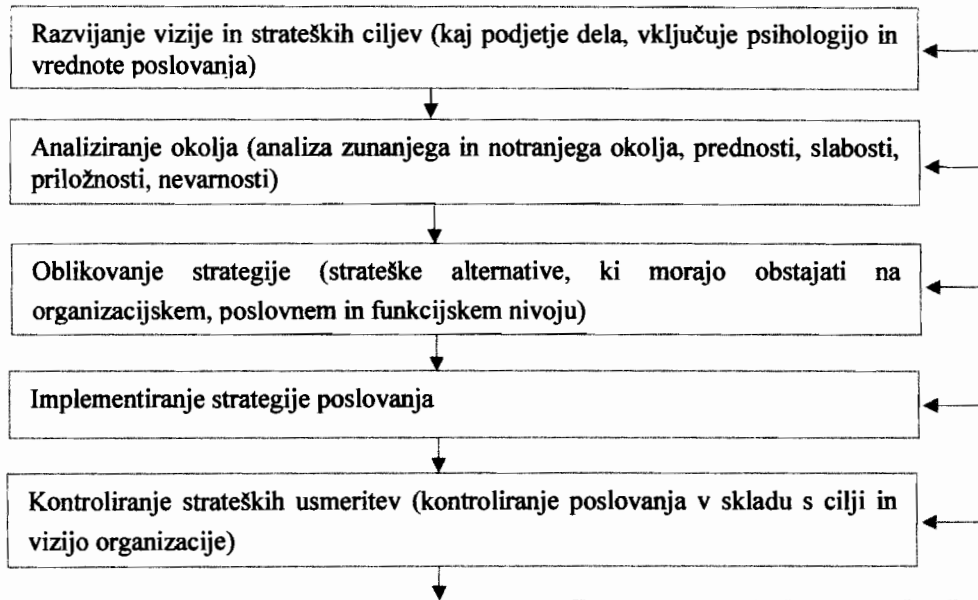 Razvijanje vizije in strateških ciljev (kaj podjetje dela, vključuje psihologijo in
vrednote poslovanja)
Analiziranje okolja (analiza zunanjega in notranjega okolja, prednosti, slabosti,
priložnosti, nevarnosti)
Oblikovanje strategije (strateške alternative, ki morajo obstajati na
organizacijskem, poslovnem in funkcijskem nivoju)
Implementiranje strategije poslovanja
Kontroliranje strateških usmeritev (kontroliranje poslovanja v skladu s cilji in
vizijo organizacije)